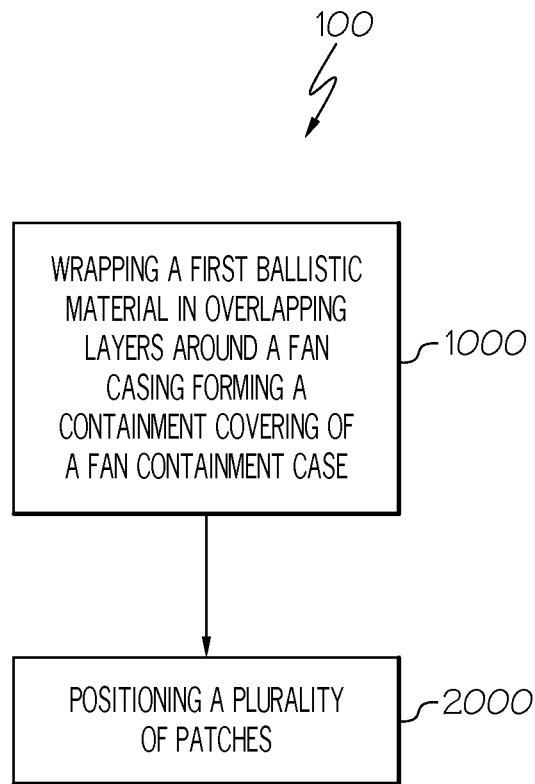 100
WRAPPING A FIRST BALLISTIC
MATERIAL IN OVERLAPPING
LAYERS AROUND A FAN
CASING FORMING A
CONTAINMENT COVERING OF
A FAN CONTAINMENT CASE
1000
POSITIONING A PLURALITY
OF PATCHES
2000